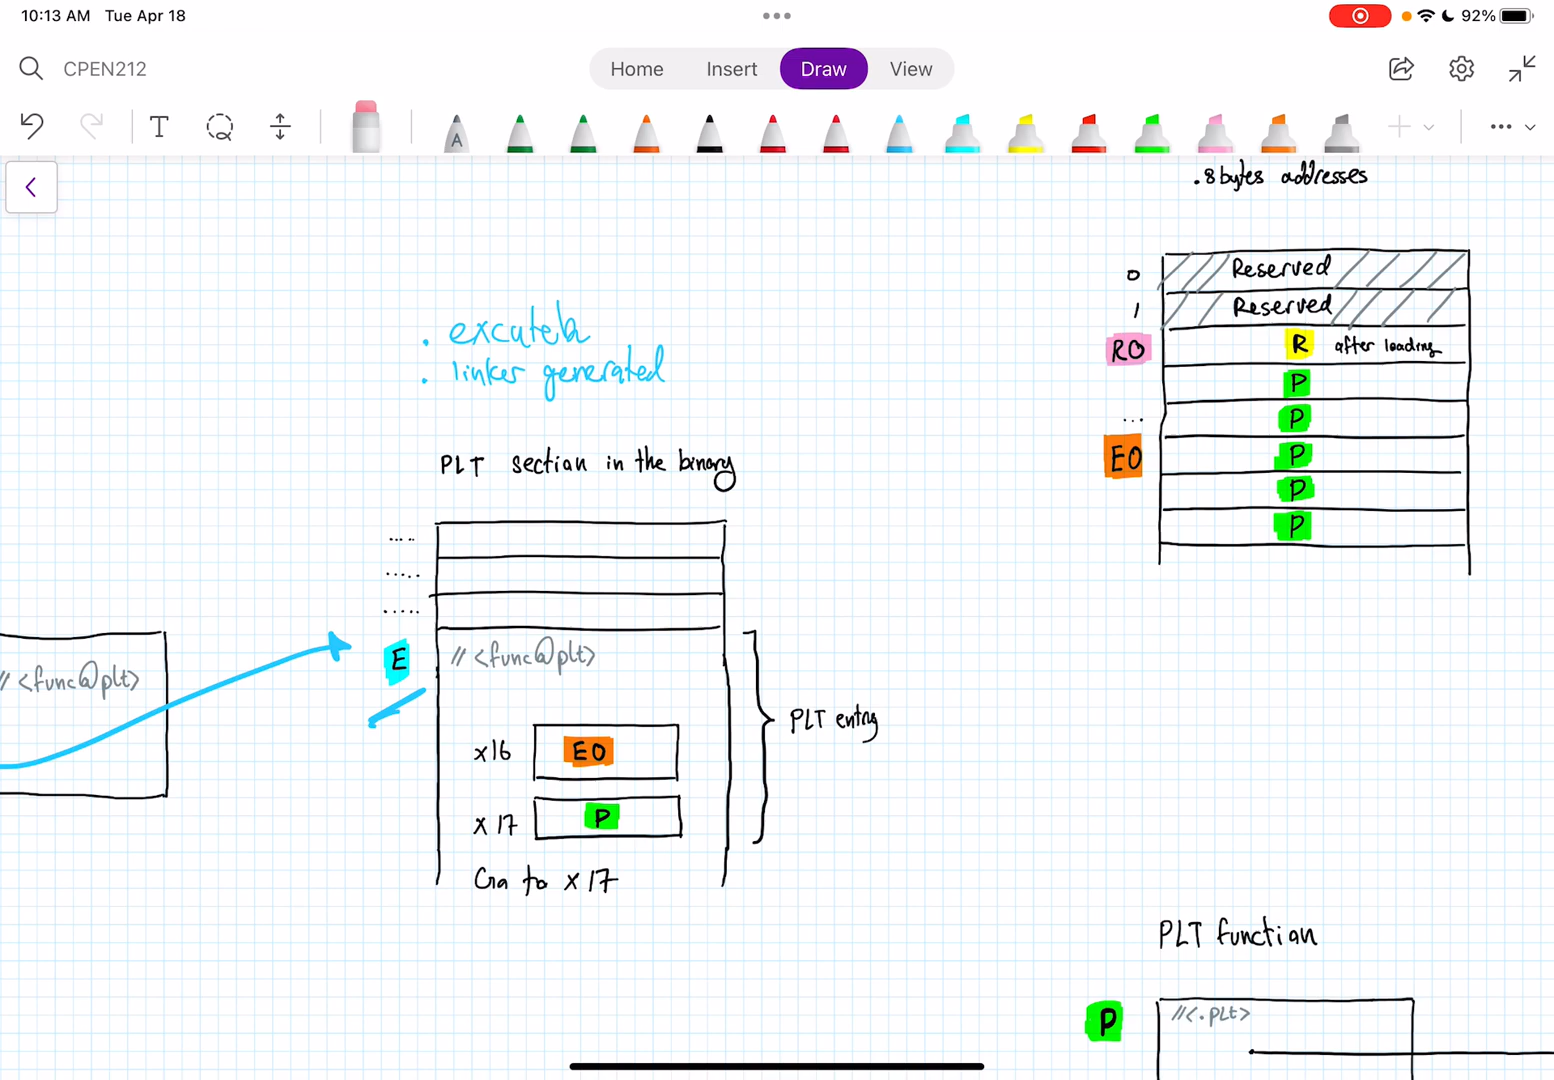 10:13 AM Tue Apr 18
92%
CPEN212
Home Insert Draw View
T
A
. 8 bytes addresses
0 Reserved
1 Reserved
RO R after loading
P
... P
EO P
P
P
. excuteb
. linker generated
PLT section in the binary
....
.....
.....
// <func@plt>
E // <func@plt>
PLT entry
x16 EO
x17 P
Go to x17
PLT function
P //<.plt>